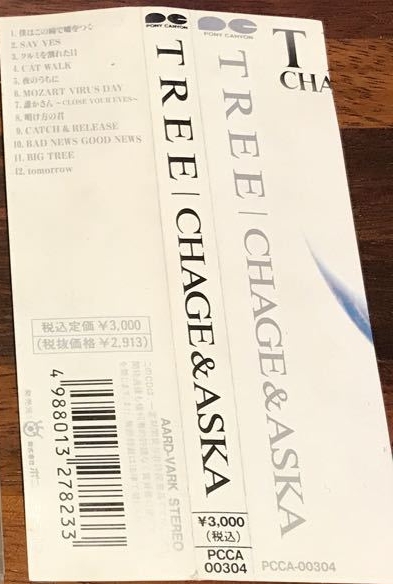 1. 僕はこの瞳で嘘をつく
2. SAY YES
3. クルミを割れた日
4. CAT WALK
5. 夜のうちに
6. MOZART VIRUS DAY
7. 誰かさん 〜CLOSE YOUR EYES〜
8. 明け方の君
9. CATCH & RELEASE
10. BAD NEWS GOOD NEWS
11. BIG TREE
12. tomorrow
税込定価￥3,000
(税抜価格￥2,913)
4 988013 278233
AARD-VARK STEREO
PONY CANYON
TREE | CHAGE&ASKA
￥3,000
(税込)
PCCA
00304
PONY CANYON
TREE | CHAGE&ASKA
PCCA-00304
T
CHA